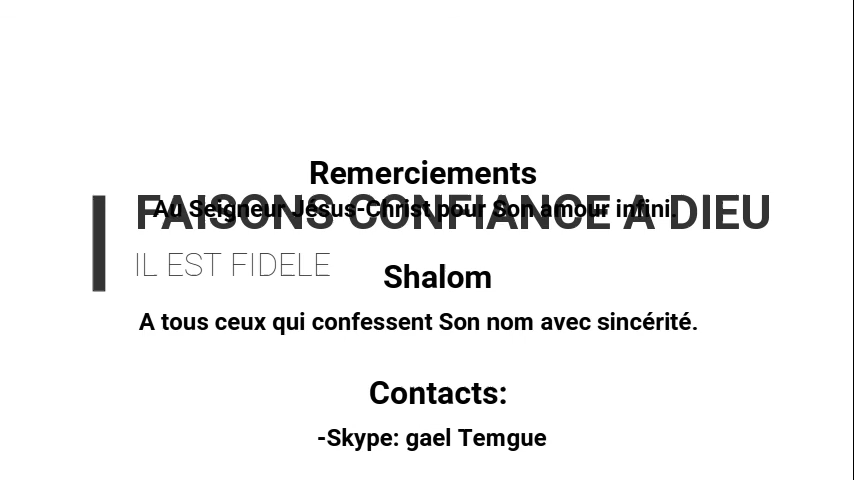 Remerciements
FAISONS CONFIANCE A DIEU
Au Seigneur Jésus-Christ pour Son amour infini.
IL EST FIDELE
Shalom
A tous ceux qui confessent Son nom avec sincérité.
Contacts:
-Skype: gael Temgue